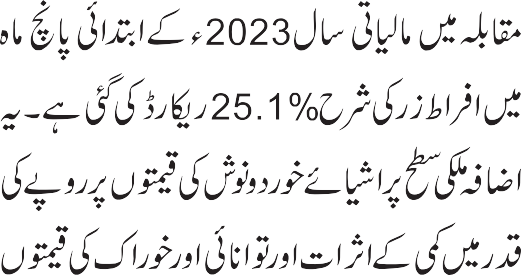 مقابلہ میں مالیاتی سال 2023ء کے ابتدائی پانچ ماہ
میں افراط زر کی شرح 25.1% ریکارڈ کی گئی ہے۔ یہ
اضافہ ملکی سطح پر اشیائے خوردونوش کی قیمتوں پر روپے کی
قدر میں کمی کے اثرات اور توانائی اور خوراک کی قیمتوں